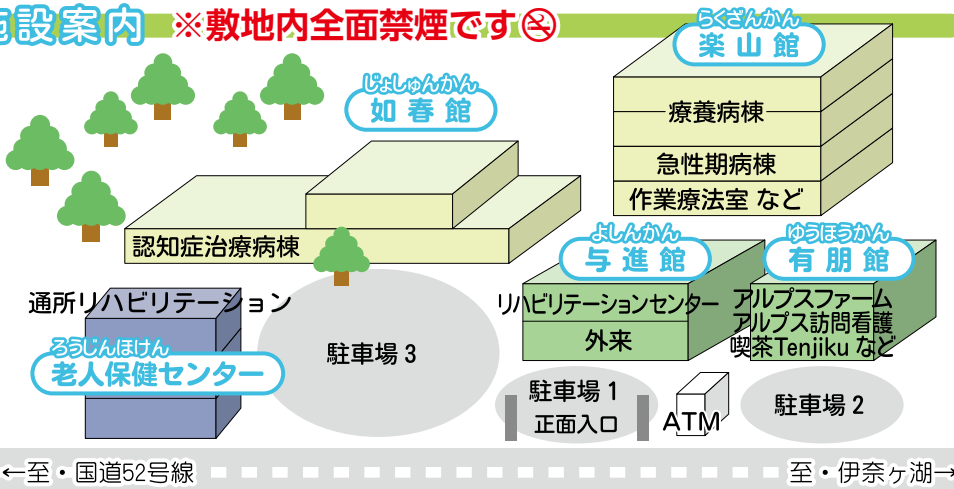 施設案内 ※敷地内全面禁煙です
らくざんかん
楽山館
療養病棟
急性期病棟
作業療法室 など
じょしゅんかん
如春館
認知症治療病棟
よしんかん
与進館
リハビリテーションセンター
外来
ゆうほうかん
有朋館
アルプスファーム
アルプス訪問看護
喫茶Tenjiku など
通所リハビリテーション
ろうじんほけん
老人保健センター
駐車場 3
駐車場 1
正面入口
ATM
駐車場 2
←至・国道52号線
至・伊奈ヶ湖→